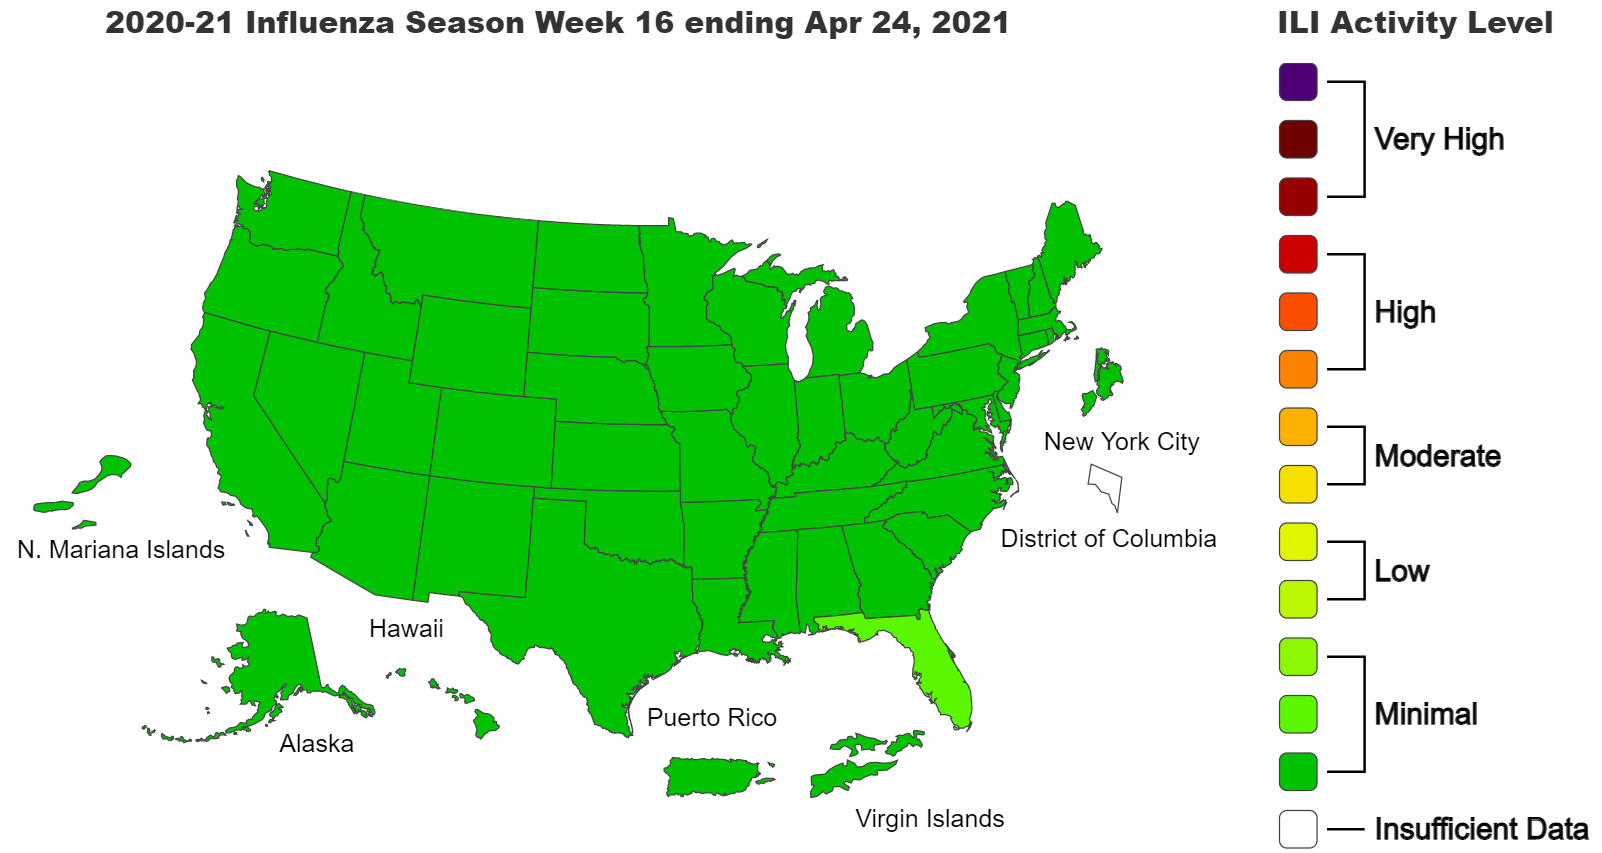 2020-21 Influenza Season Week 16 ending Apr 24, 2021
ILI Activity Level
Very High
High
Moderate
Low
Minimal
Insufficient Data
New York City
District of Columbia
N. Mariana Islands
Hawaii
Alaska
Puerto Rico
Virgin Islands